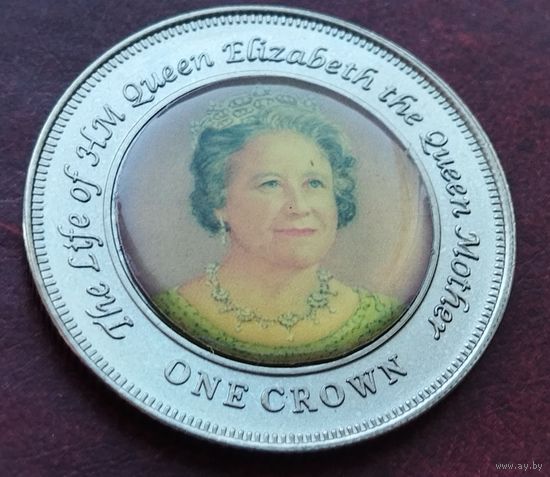 The Life of HM Queen Elizabeth the Queen Mother
ONE CROWN
www.ay.by